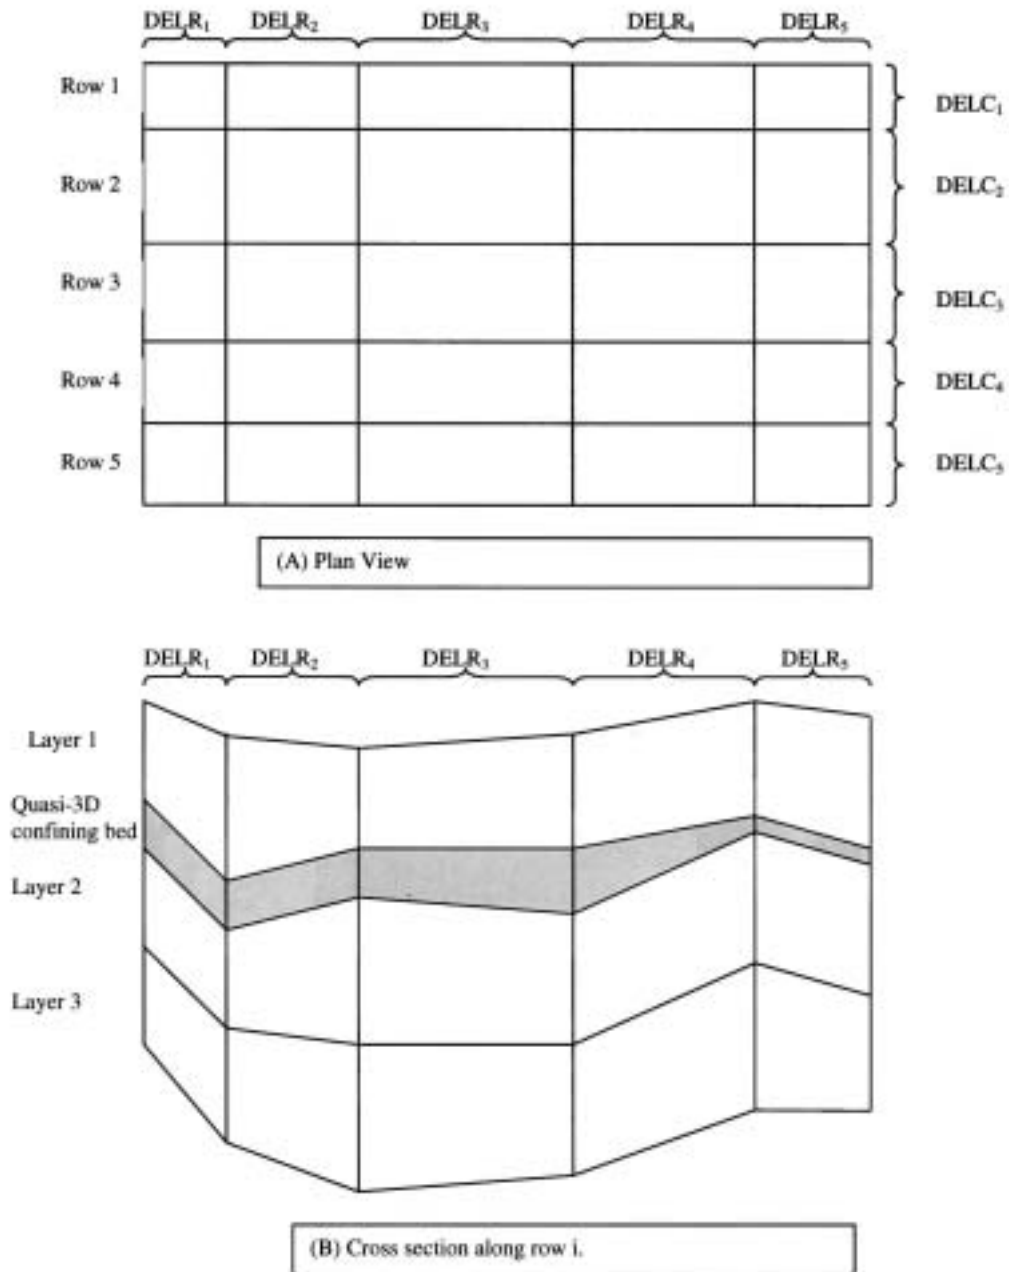 DELR₁ DELR₂ DELR₃ DELR₄ DELR₅
Row 1
DELC₁
Row 2
DELC₂
Row 3
DELC₃
Row 4
DELC₄
Row 5
DELC₅
(A) Plan View
DELR₁ DELR₂ DELR₃ DELR₄ DELR₅
Layer 1
Quasi-3D
confining bed
Layer 2
Layer 3
(B) Cross section along row i.